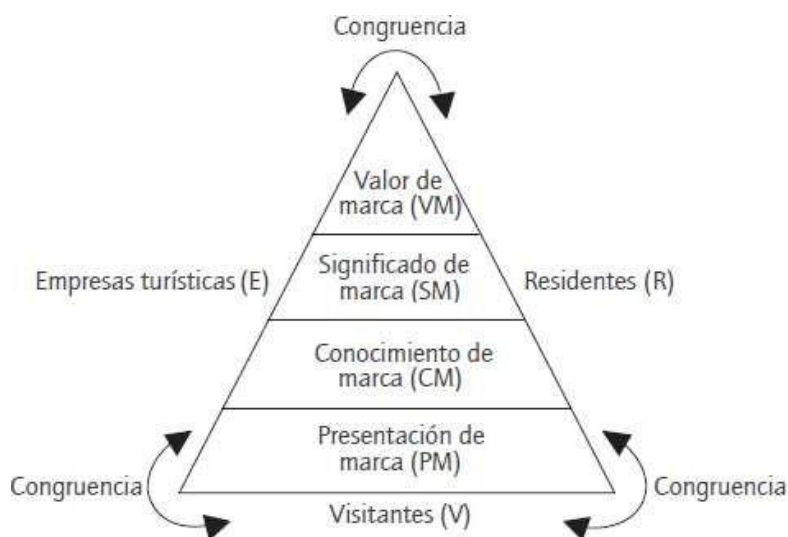 Congruencia
Valor de
marca (VM)
Empresas turísticas (E)
Significado de
marca (SM)
Residentes (R)
Conocimiento de
marca (CM)
Presentación de
marca (PM)
Congruencia
Congruencia
Visitantes (V)